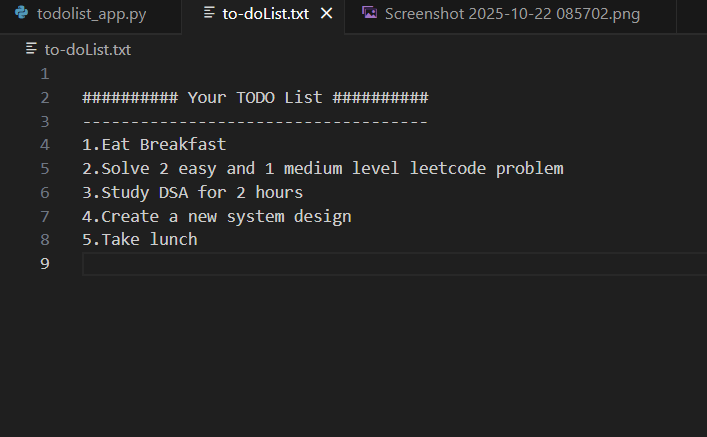 todolist_app.py to-doList.txt Screenshot 2025-10-22 085702.png
to-doList.txt
1
2 ########## Your TODO List ##########
3 ------------------------------------
4 1.Eat Breakfast
5 2.Solve 2 easy and 1 medium level leetcode problem
6 3.Study DSA for 2 hours
7 4.Create a new system design
8 5.Take lunch
9